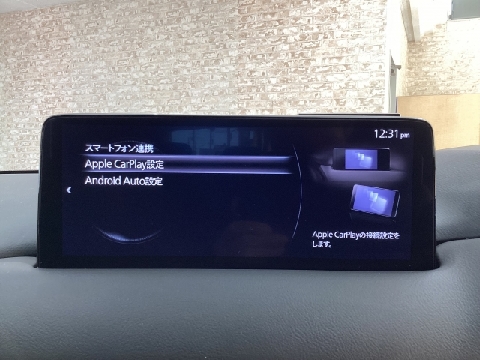 12:31 pm
スマートフォン連携
Apple CarPlay設定
Android Auto設定
Apple CarPlayの接続設定を
します。